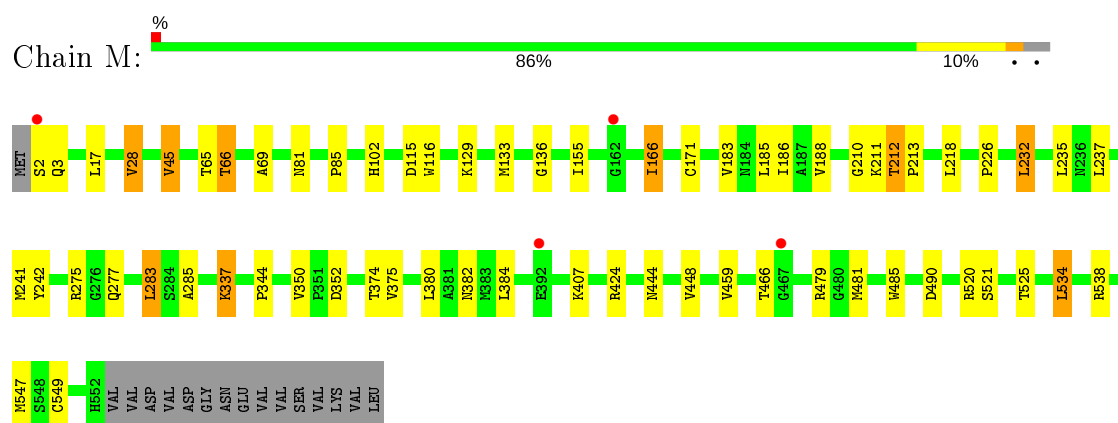 %
Chain M:
86% 10% • •
MET S2 Q3 L17 V28 V45 T65 T66 A69 N81 P85 H102 D115 W116 K129 M133 G136 I155 G162 I166 C171 V183 N184 L185 I186 A187 V188 G210 K211 T212 P213 L218 P226 L232 L235 N236 L237
M241 Y242 R275 G276 Q277 L283 S284 A285 K337 P344 V350 P351 D352 T374 V375 L380 A381 N382 M383 L384 E392 K407 R424 N444 V448 V459 T466 G467 R479 G480 M481 W485 D490 R520 S521 T525 L534 R538
M547 S548 C549 H552 VAL VAL ASP VAL ASP GLY ASN GLU VAL VAL SER VAL LYS VAL LEU